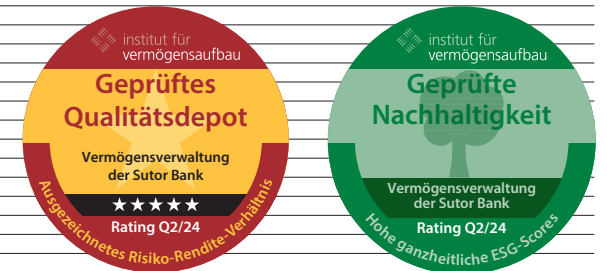 institut für
vermögensaufbau
Geprüftes
Qualitätsdepot
Vermögensverwaltung
der Sutor Bank
★★★★★
Rating Q2/24
Ausgezeichnetes Risiko-Rendite-Verhältnis
institut für
vermögensaufbau
Geprüfte
Nachhaltigkeit
Vermögensverwaltung
der Sutor Bank
Rating Q2/24
Hohe ganzheitliche ESG-Scores